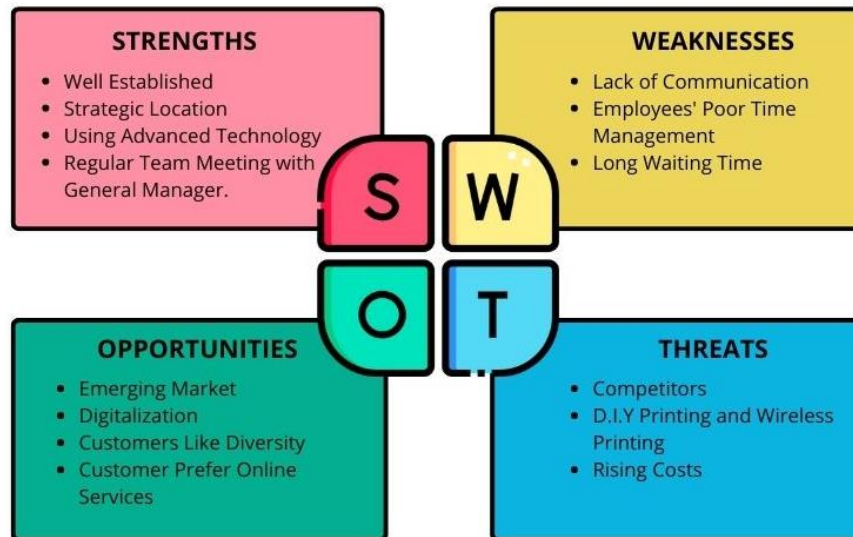 STRENGTHS
• Well Established
• Strategic Location
• Using Advanced Technology
• Regular Team Meeting with
General Manager.
WEAKNESSES
• Lack of Communication
• Employees' Poor Time
Management
• Long Waiting Time
S
W
O
T
OPPORTUNITIES
• Emerging Market
• Digitalization
• Customers Like Diversity
• Customer Prefer Online
Services
THREATS
• Competitors
• D.I.Y Printing and Wireless
Printing
• Rising Costs